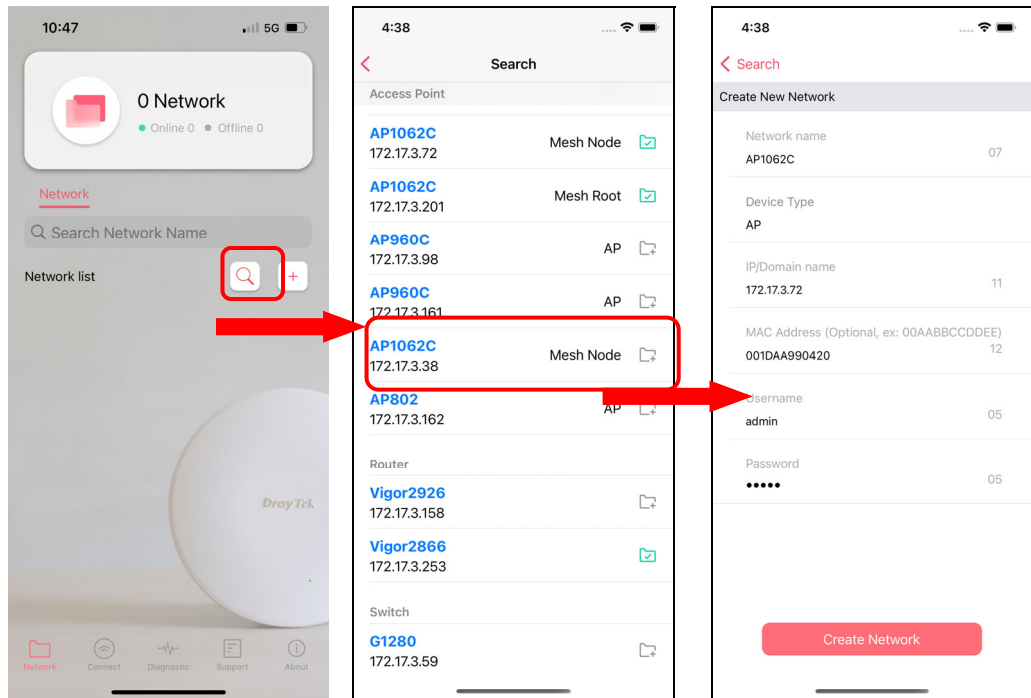 10:47
5G
0 Network
Online 0 Offline 0
Network
Search Network Name
Network list
+
DrayTek
Network Connect Diagnostic Support About
4:38
Search
Access Point
AP1062C
172.17.3.72
Mesh Node
AP1062C
172.17.3.201
Mesh Root
AP960C
172.17.3.98
AP
AP960C
172.17.3.161
AP
AP1062C
172.17.3.38
Mesh Node
AP802
172.17.3.162
AP
Router
Vigor2926
172.17.3.158
Vigor2866
172.17.3.253
Switch
G1280
172.17.3.59
4:38
Search
Create New Network
Network name
AP1062C
07
Device Type
AP
IP/Domain name
172.17.3.72
11
MAC Address (Optional, ex: 00AABBCCDDEE)
001DAA990420
12
Username
admin
05
Password
•••••
05
Create Network